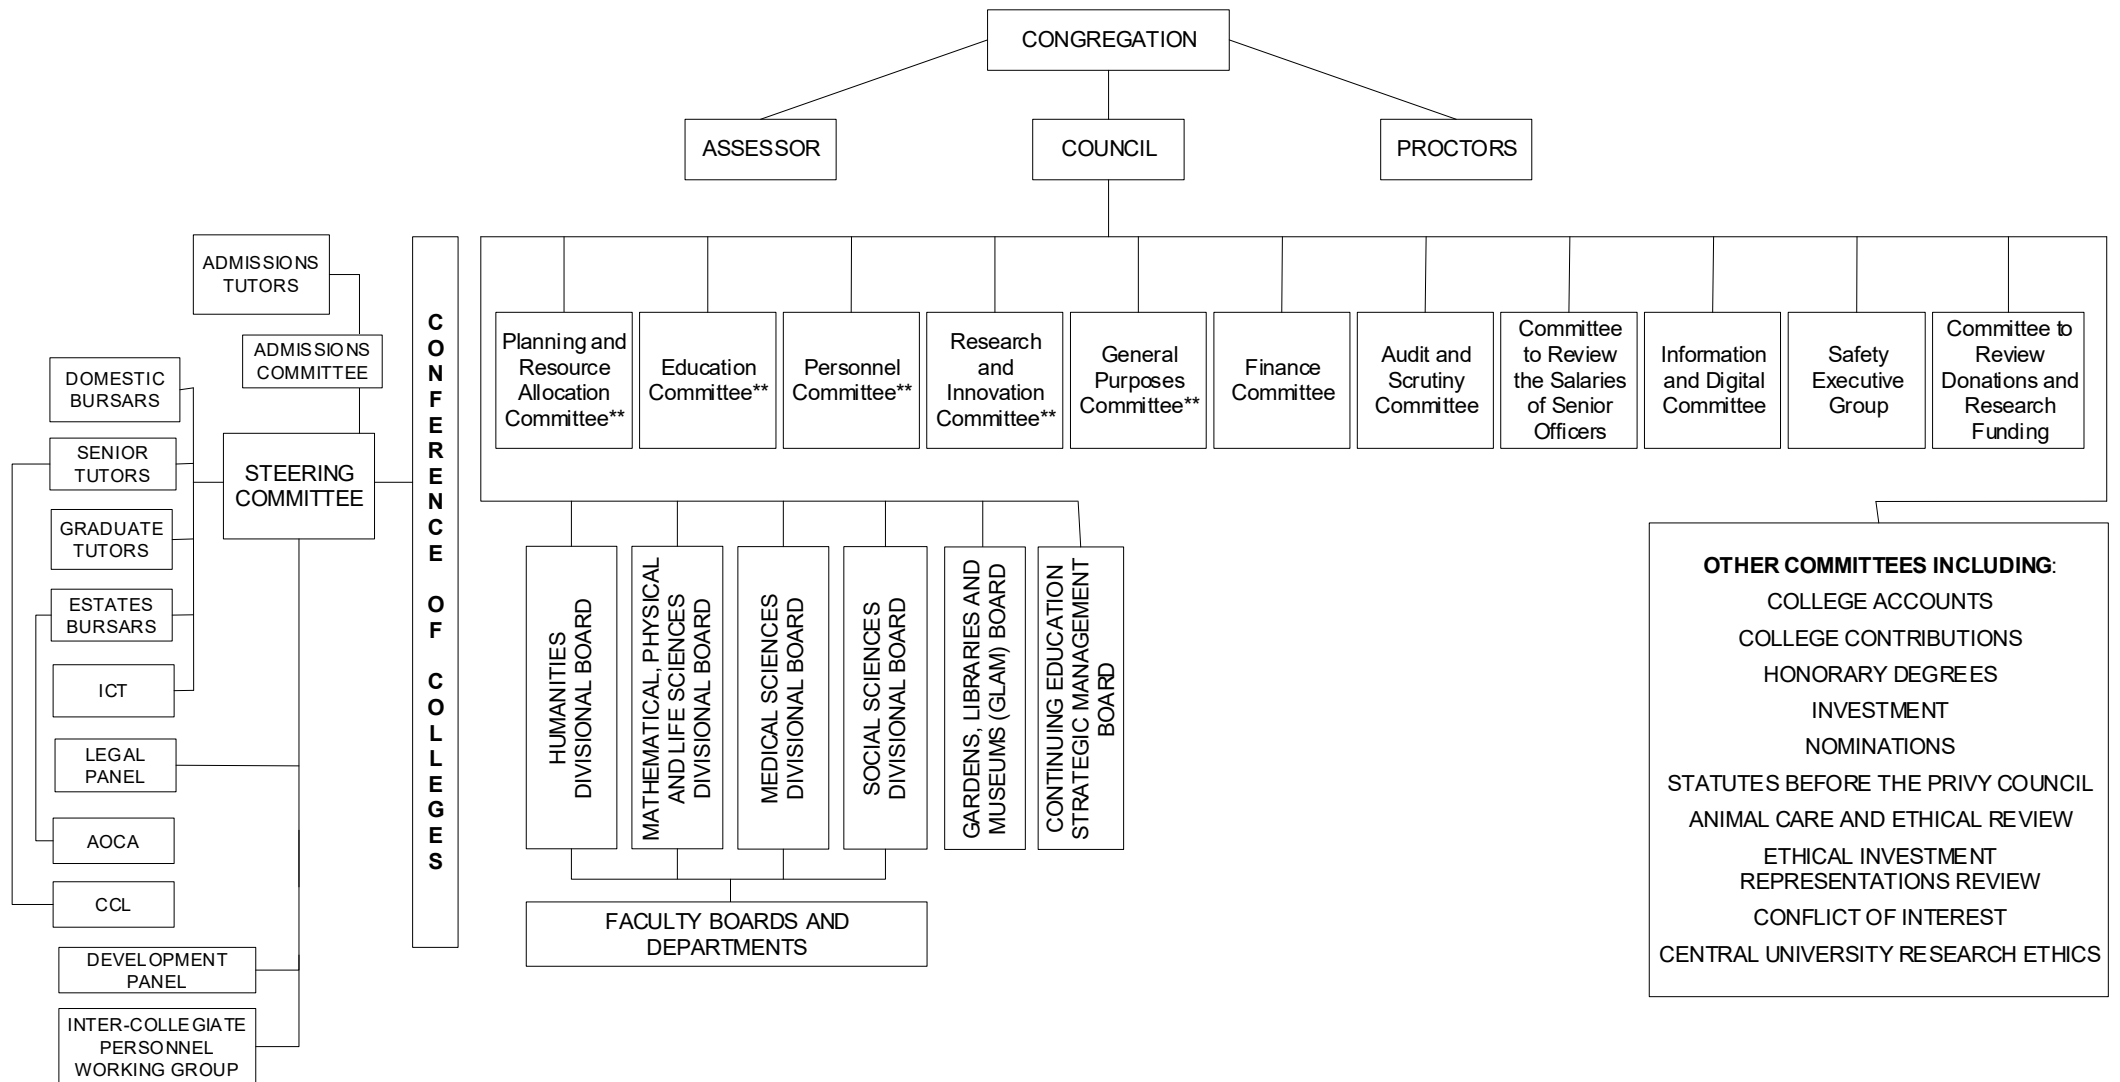 CONGREGATION
ASSESSOR
COUNCIL
PROCTORS
ADMISSIONS
TUTORS
ADMISSIONS
COMMITTEE
DOMESTIC
BURSARS
SENIOR
TUTORS
STEERING
COMMITTEE
GRADUATE
TUTORS
ESTATES
BURSARS
ICT
LEGAL
PANEL
AOCA
CCL
DEVELOPMENT
PANEL
INTER-COLLEGIATE
PERSONNEL
WORKING GROUP
CONFERENCE OF COLLEGES
Planning and
Resource
Allocation
Committee**
Education
Committee**
Personnel
Committee**
Research
and
Innovation
Committee**
General
Purposes
Committee**
Finance
Committee
Audit and
Scrutiny
Committee
Committee
to Review
the Salaries
of Senior
Officers
Information
and Digital
Committee
Safety
Executive
Group
Committee to
Review
Donations and
Research
Funding
HUMANITIES
DIVISIONAL BOARD
MATHEMATICAL, PHYSICAL
AND LIFE SCIENCES
DIVISIONAL BOARD
MEDICAL SCIENCES
DIVISIONAL BOARD
SOCIAL SCIENCES
DIVISIONAL BOARD
GARDENS, LIBRARIES AND
MUSEUMS (GLAM) BOARD
CONTINUING EDUCATION
STRATEGIC MANAGEMENT
BOARD
FACULTY BOARDS AND
DEPARTMENTS
OTHER COMMITTEES INCLUDING:
COLLEGE ACCOUNTS
COLLEGE CONTRIBUTIONS
HONORARY DEGREES
INVESTMENT
NOMINATIONS
STATUTES BEFORE THE PRIVY COUNCIL
ANIMAL CARE AND ETHICAL REVIEW
ETHICAL INVESTMENT
REPRESENTATIONS REVIEW
CONFLICT OF INTEREST
CENTRAL UNIVERSITY RESEARCH ETHICS